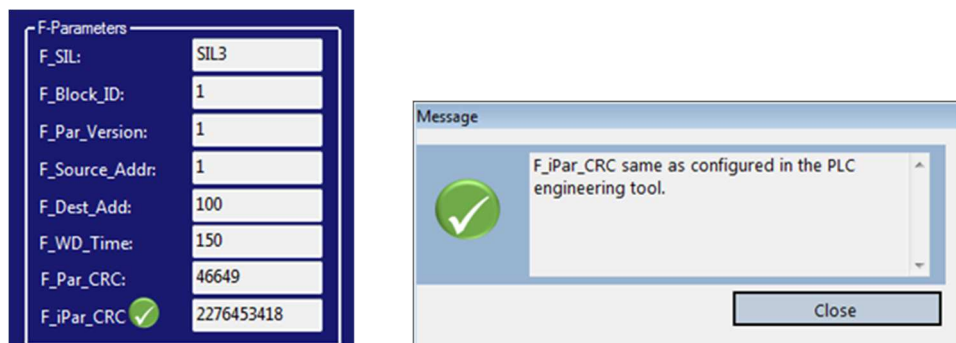 F-Parameters
F_SIL: SIL3
F_Block_ID: 1
F_Par_Version: 1
F_Source_Addr: 1
F_Dest_Add: 100
F_WD_Time: 150
F_Par_CRC: 46649
F_iPar_CRC 2276453418
Message
F_iPar_CRC same as configured in the PLC
engineering tool.
Close